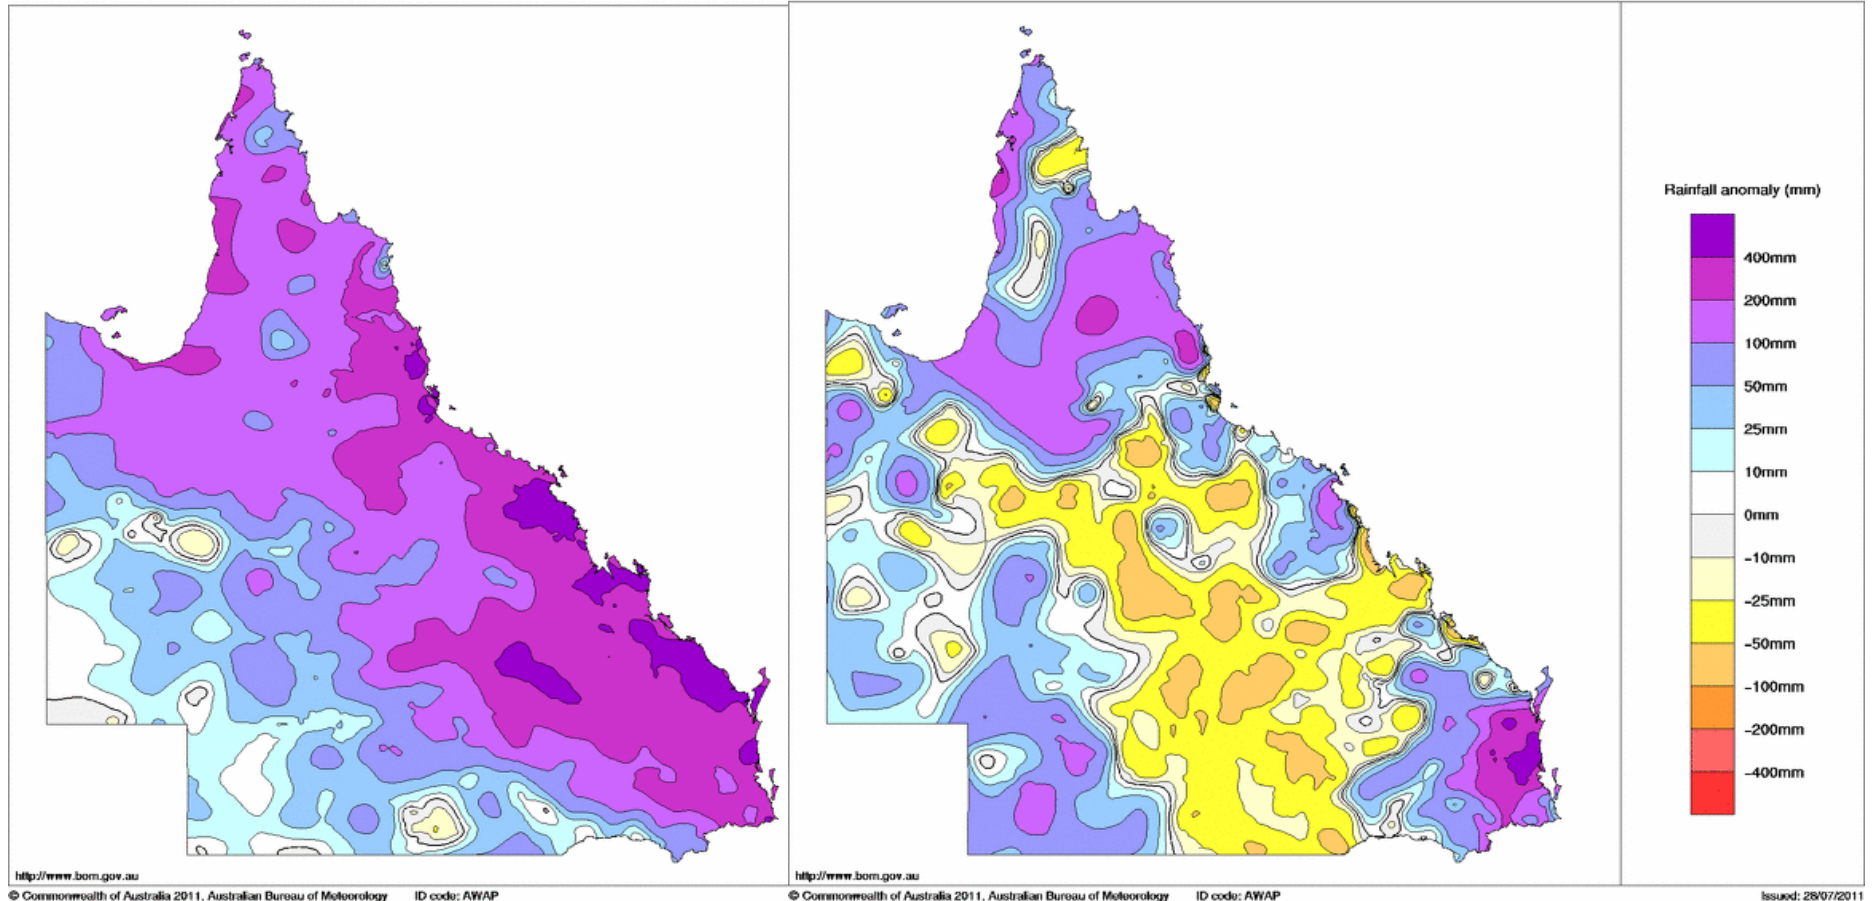 Rainfall anomaly (mm)
400mm
200mm
100mm
50mm
25mm
10mm
0mm
-10mm
-25mm
-50mm
-100mm
-200mm
-400mm
http://www.bom.gov.au
http://www.bom.gov.au
© Commonwealth of Australia 2011, Australian Bureau of Meteorology ID code: AWAP
© Commonwealth of Australia 2011, Australian Bureau of Meteorology ID code: AWAP
Issued: 28/07/2011